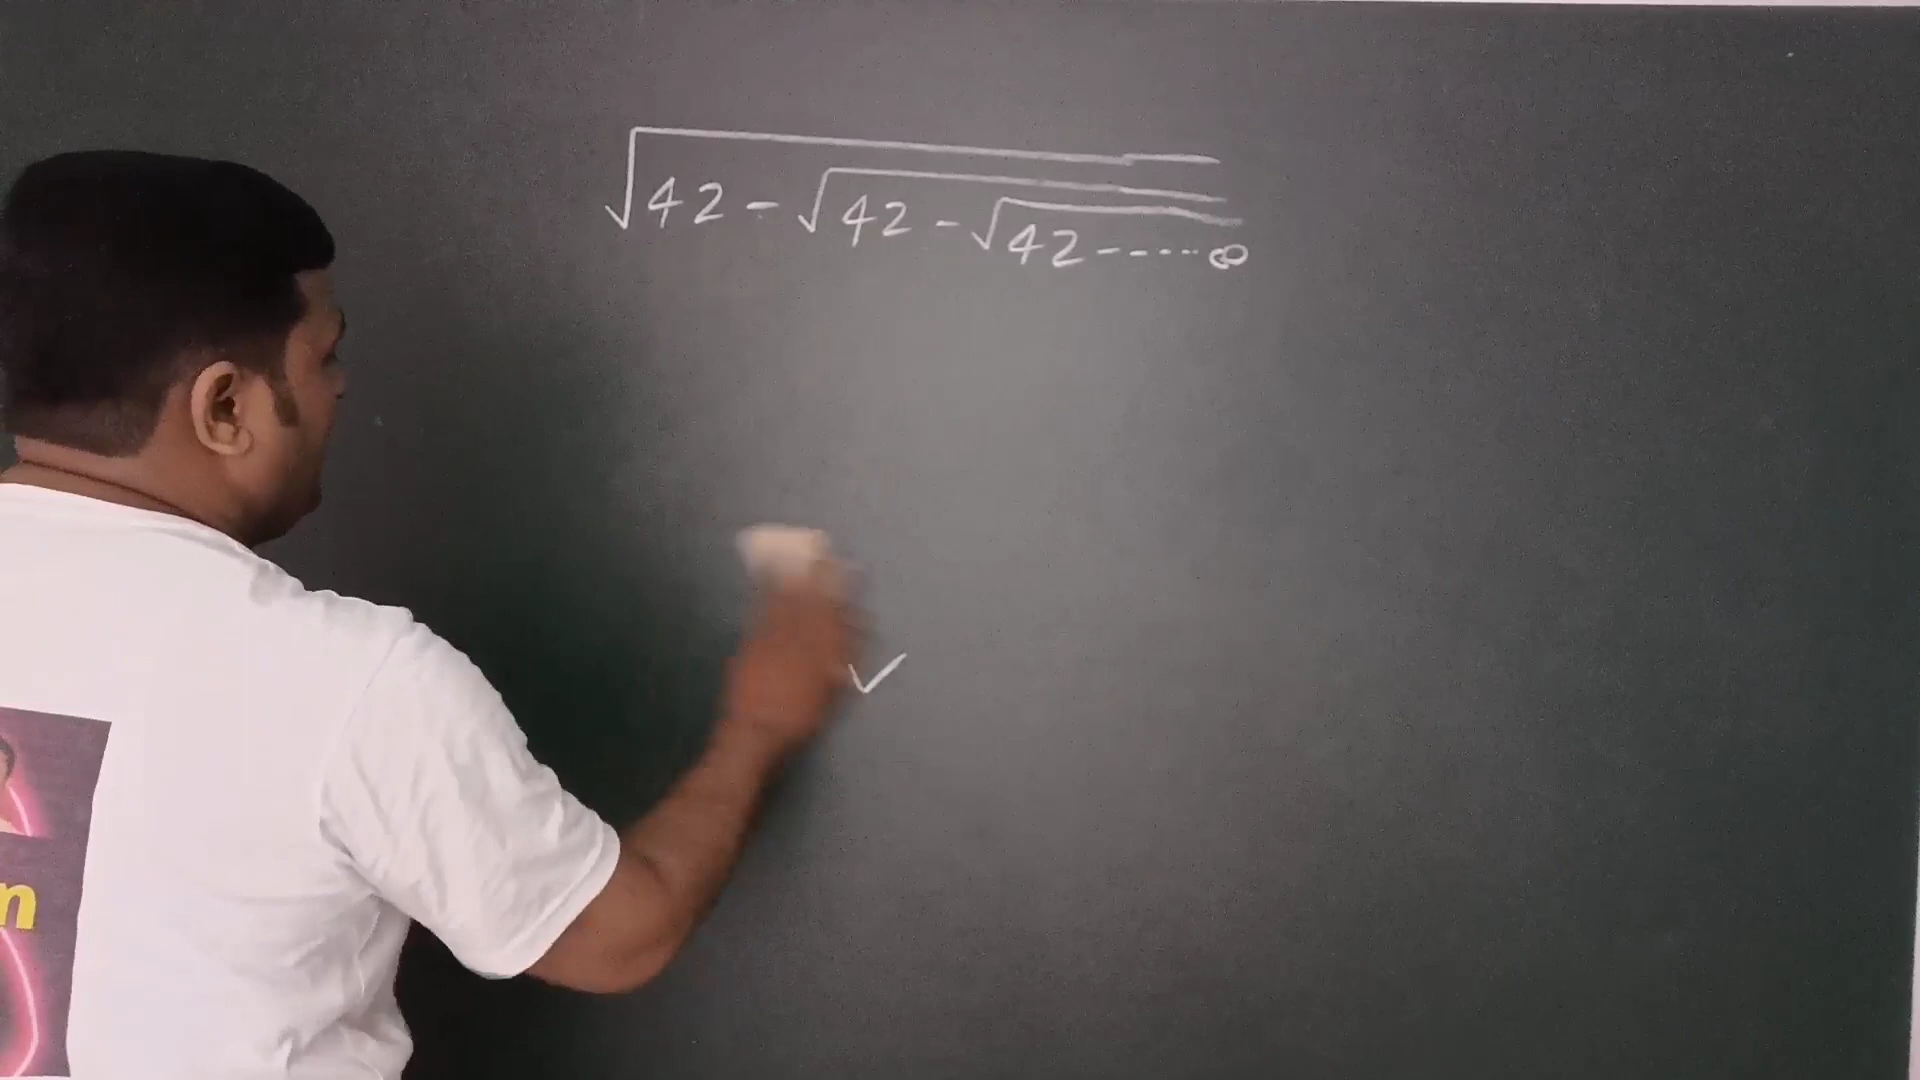 √42 - √42 - √42 - - - .... ∞
n